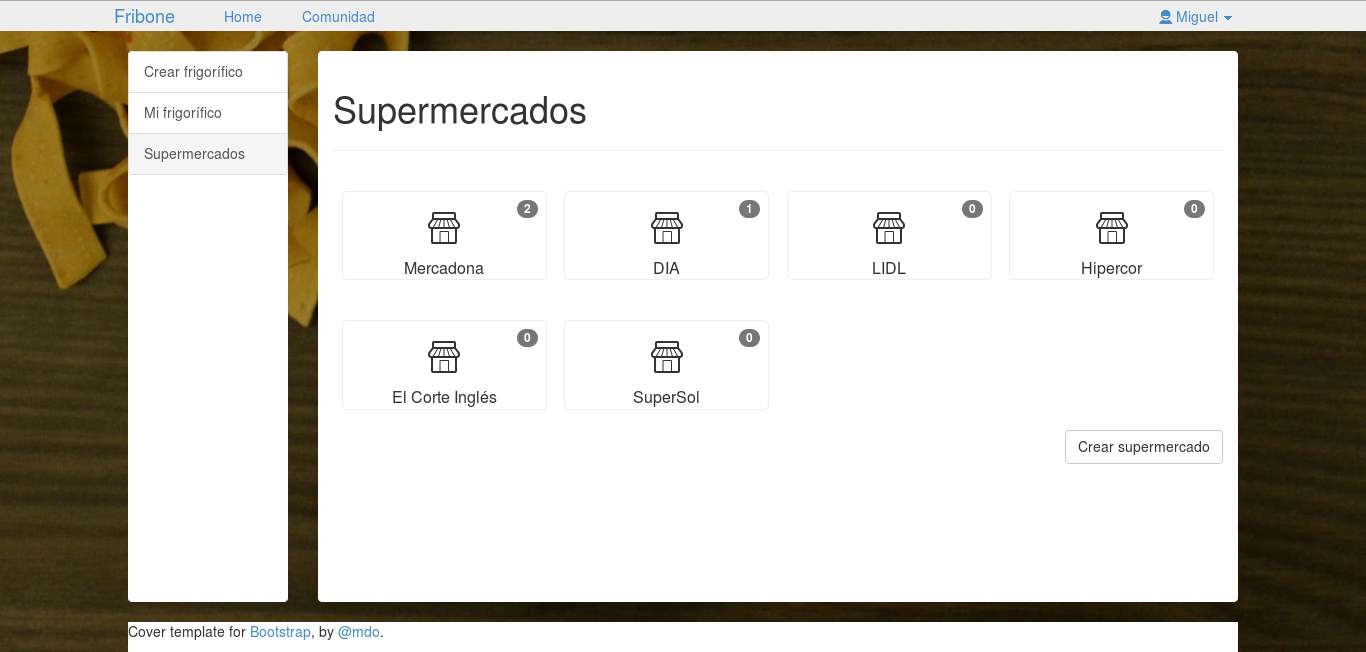 Fribone Home Comunidad Miguel
Crear frigorífico
Mi frigorífico
Supermercados
Supermercados
2 1 0 0
Mercadona DIA LIDL Hipercor
0 0
El Corte Inglés SuperSol
Crear supermercado
Cover template for Bootstrap, by @mdo.